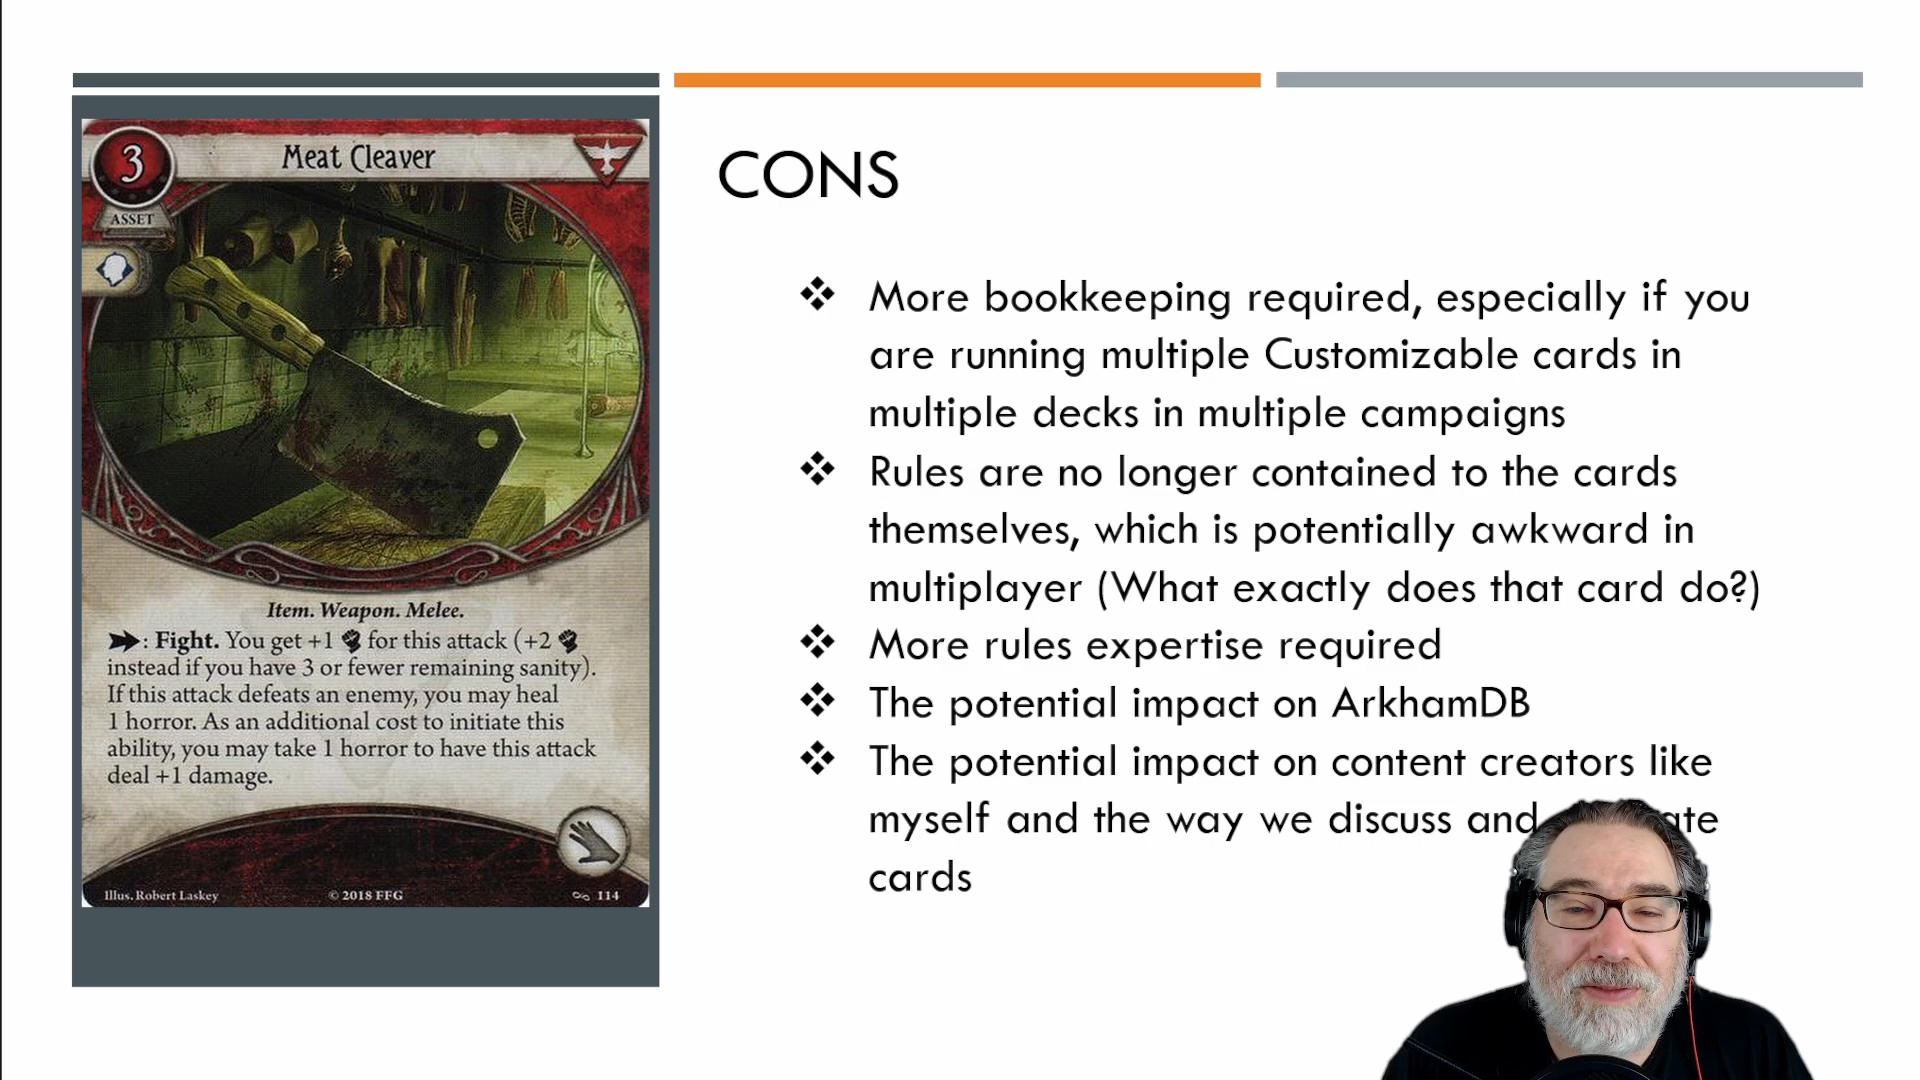 3
Meat Cleaver
ASSET
Item. Weapon. Melee.
: Fight. You get +1 for this attack (+2
instead if you have 3 or fewer remaining sanity).
If this attack defeats an enemy, you may heal
1 horror. As an additional cost to initiate this
ability, you may take 1 horror to have this attack
deal +1 damage.
Illus. Robert Laskey
© 2018 FFG
114
CONS
More bookkeeping required, especially if you
are running multiple Customizable cards in
multiple decks in multiple campaigns
Rules are no longer contained to the cards
themselves, which is potentially awkward in
multiplayer (What exactly does that card do?)
More rules expertise required
The potential impact on ArkhamDB
The potential impact on content creators like
myself and the way we discuss and
cards